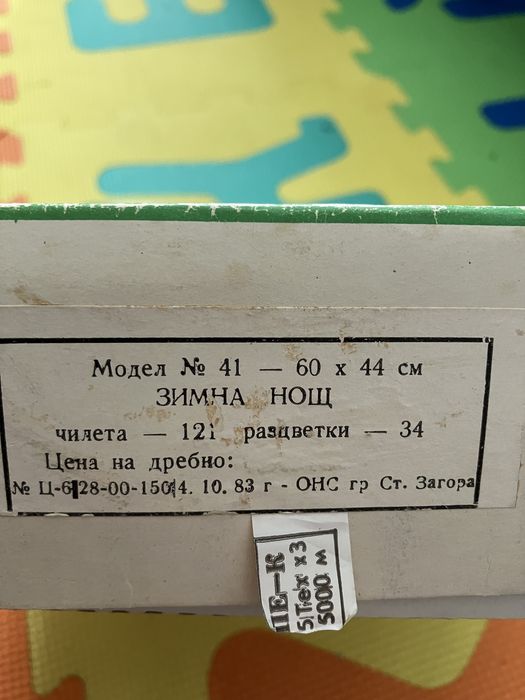 Модел № 41 — 60 х 44 см
ЗИМНА НОЩ
чилета — 121 разцветки — 34
Цена на дребно:
№ Ц-6128-00-150/4. 10. 83 г - ОНС гр Ст. Загора
ПЕ-К
5Tex x3
5000 м